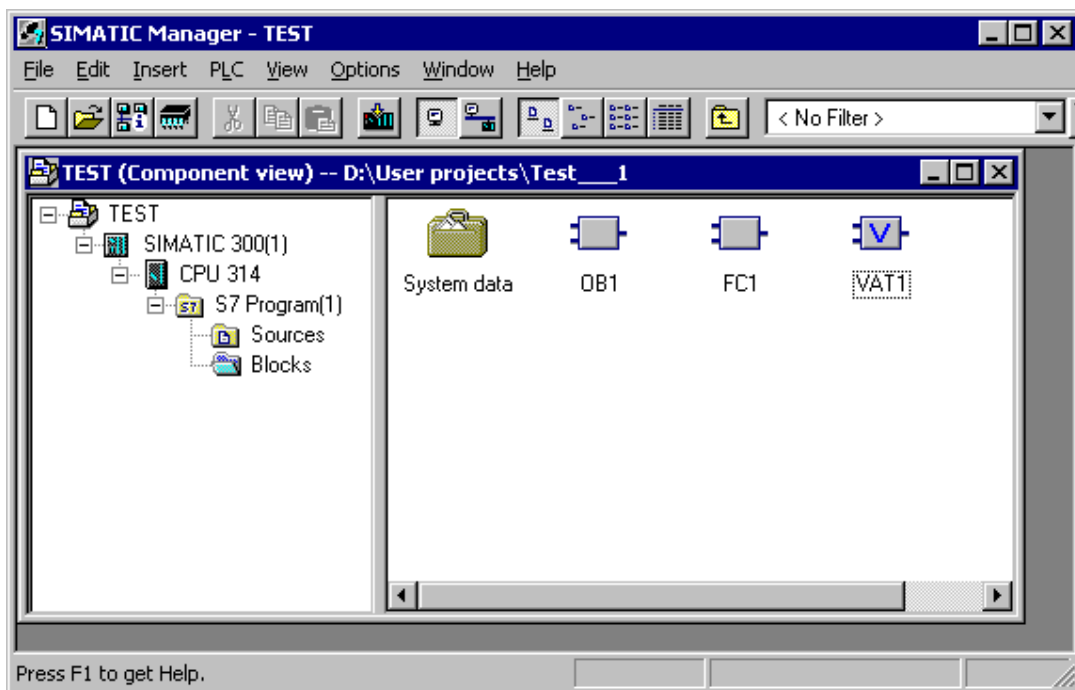 SIMATIC Manager - TEST
File Edit Insert PLC View Options Window Help
< No Filter >
TEST (Component view) -- D:\User projects\Test___1
TEST
SIMATIC 300(1)
CPU 314
S7 Program(1)
Sources
Blocks
System data
OB1
FC1
VAT1
Press F1 to get Help.